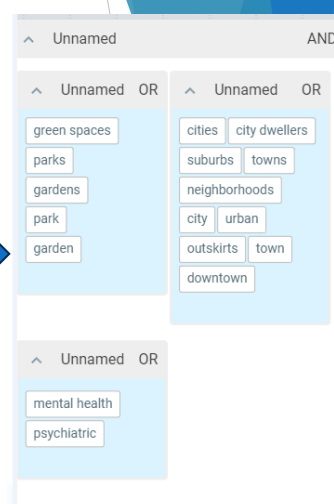 Unnamed AND
Unnamed OR
green spaces
parks
gardens
park
garden
Unnamed OR
cities city dwellers
suburbs towns
neighborhoods
city urban
outskirts town
downtown
Unnamed OR
mental health
psychiatric